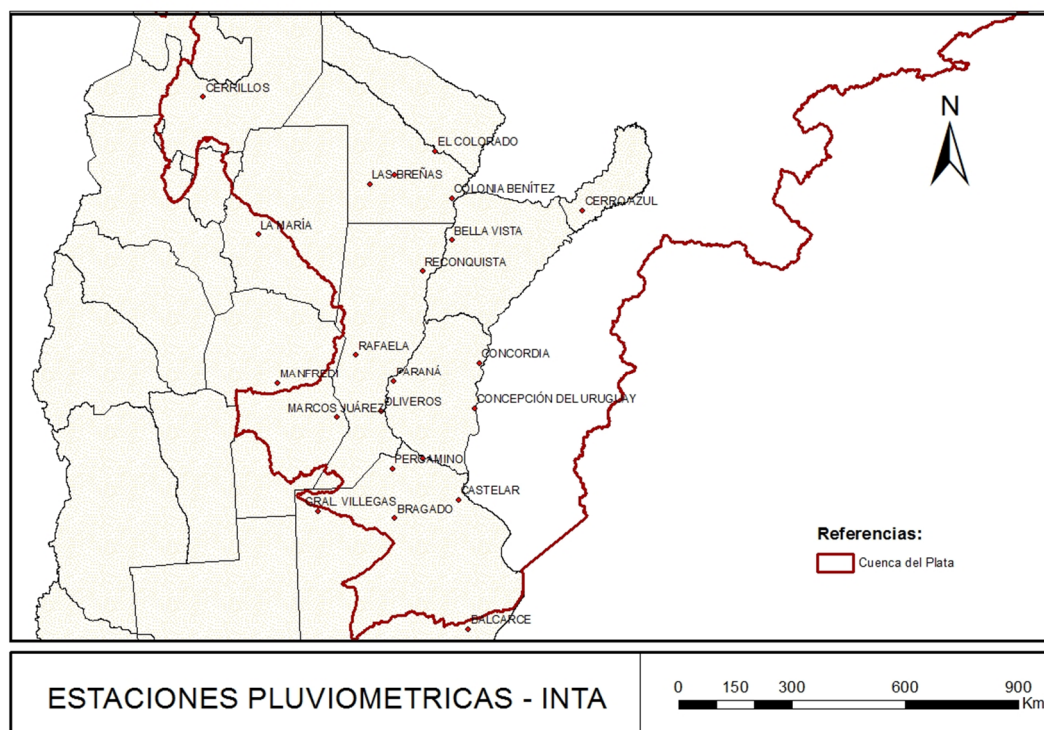 CERRILLOS
N
EL COLORADO
LAS BREÑAS
COLONIA BENÍTEZ
CERRO AZUL
LA MARÍA
BELLA VISTA
RECONQUISTA
RAFAELA
CONCORDIA
MANFREDI
PARANÁ
MARCOS JUÁREZ
OLIVEROS
CONCEPCIÓN DEL URUGUAY
PERGAMINO
CASTELAR
GRAL. VILLEGAS
BRAGADO
Referencias:
Cuenca del Plata
BALCARCE
ESTACIONES PLUVIOMETRICAS - INTA
0 150 300 600 900
Km